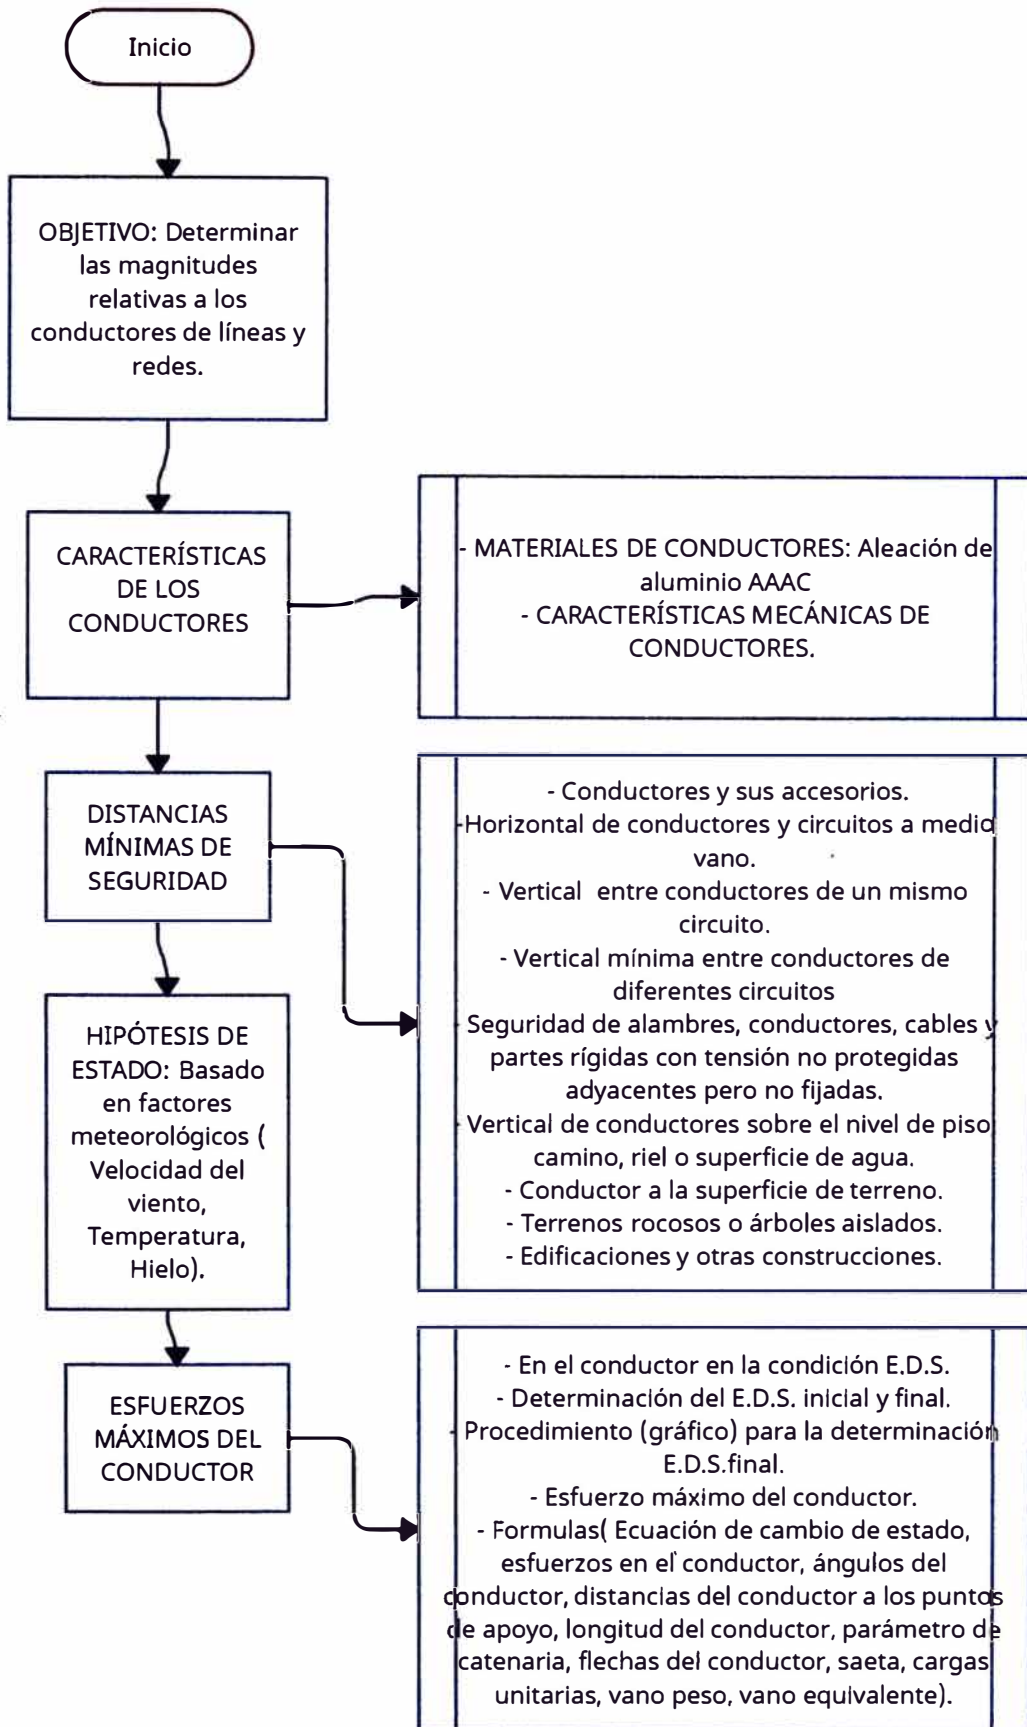 Inicio
OBJETIVO: Determinar
las magnitudes
relativas a los
conductores de líneas y
redes.
CARACTERÍSTICAS
DE LOS
CONDUCTORES
- MATERIALES DE CONDUCTORES: Aleación de
aluminio AAAC
- CARACTERÍSTICAS MECÁNICAS DE
CONDUCTORES.
DISTANCIAS
MÍNIMAS DE
SEGURIDAD
- Conductores y sus accesorios.
-Horizontal de conductores y circuitos a medio
vano.
- Vertical entre conductores de un mismo
circuito.
- Vertical mínima entre conductores de
diferentes circuitos
- Seguridad de alambres, conductores, cables y
partes rígidas con tensión no protegidas
adyacentes pero no fijadas.
- Vertical de conductores sobre el nivel de piso
camino, riel o superficie de agua.
- Conductor a la superficie de terreno.
- Terrenos rocosos o árboles aislados.
- Edificaciones y otras construcciones.
HIPÓTESIS DE
ESTADO: Basado
en factores
meteorológicos (
Velocidad del
viento,
Temperatura,
Hielo).
ESFUERZOS
MÁXIMOS DEL
CONDUCTOR
- En el conductor en la condición E.D.S.
- Determinación del E.D.S. inicial y final.
- Procedimiento (gráfico) para la determinación
E.D.S.final.
- Esfuerzo máximo del conductor.
- Formulas( Ecuación de cambio de estado,
esfuerzos en el conductor, ángulos del
conductor, distancias del conductor a los puntos
de apoyo, longitud del conductor, parámetro de
catenaria, flechas del conductor, saeta, cargas
unitarias, vano peso, vano equivalente).